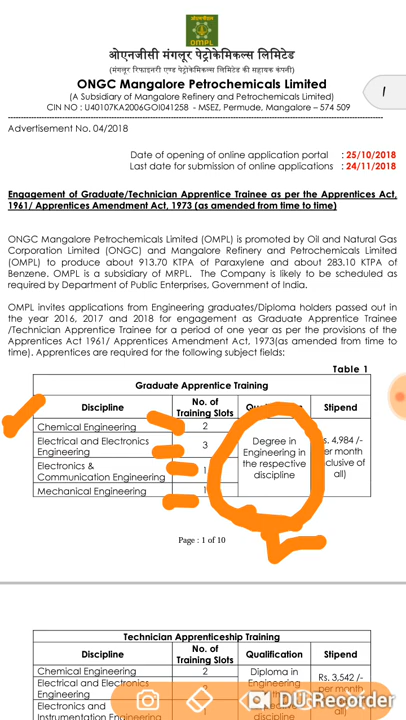 ओएनजीसी मंगलूर पेट्रोकेमिकल्स लिमिटेड
(मंगलूर रिफाइनरी एण्ड पेट्रोकेमिकल्स लिमिटेड की सहायक कंपनी)
ONGC Mangalore Petrochemicals Limited
(A Subsidiary of Mangalore Refinery and Petrochemicals Limited)
CIN NO : U40107KA2006GOI041258 - MSEZ, Permude, Mangalore – 574 509
1
Advertisement No. 04/2018
Date of opening of online application portal : 25/10/2018
Last date for submission of online applications : 24/11/2018
Engagement of Graduate/Technician Apprentice Trainee as per the Apprentices Act,
1961/ Apprentices Amendment Act, 1973 (as amended from time to time)
ONGC Mangalore Petrochemicals Limited (OMPL) is promoted by Oil and Natural Gas
Corporation Limited (ONGC) and Mangalore Refinery and Petrochemicals Limited
(OMPL) to produce about 913.70 KTPA of Paraxylene and about 283.10 KTPA of
Benzene. OMPL is a subsidiary of MRPL. The Company is likely to be scheduled as
required by Department of Public Enterprises, Government of India.
OMPL invites applications from Engineering graduates/Diploma holders passed out in
the year 2016, 2017 and 2018 for engagement as Graduate Apprentice Trainee
/Technician Apprentice Trainee for a period of one year as per the provisions of the
Apprentices Act 1961/ Apprentices Amendment Act, 1973(as amended from time to
time). Apprentices are required for the following subject fields:
Table 1
Graduate Apprentice Training
Discipline No. of Training Slots Stipend
Chemical Engineering 2
Electrical and Electronics Engineering 3
Electronics & Communication Engineering 1
Mechanical Engineering 1
Degree in
Engineering in
the respective
discipline
4,984 /-
month
all)
Page : 1 of 10
Technician Apprenticeship Training
Discipline No. of Training Slots Qualification Stipend
Chemical Engineering 2
Electrical and Electronics
Engineering
Electronics and
Instrumentation Engineering
Diploma in
Engineering
discipline
Rs. 3,542 /-
per month
all)
DU Recorder